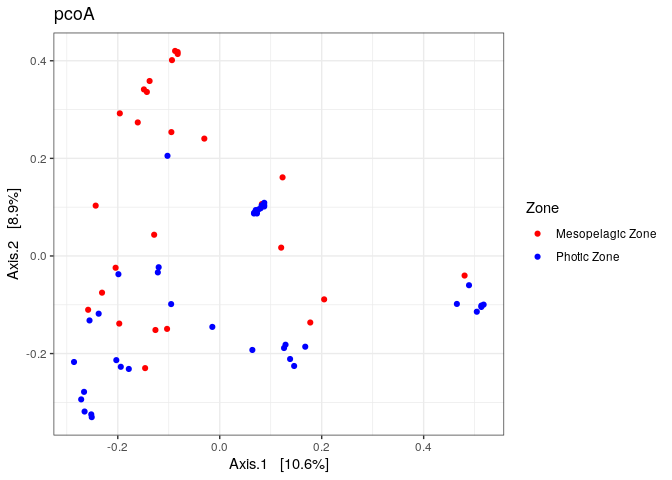 pcoA
0.4
0.2
0.0
-0.2
Axis.2 [8.9%]
-0.2 0.0 0.2 0.4
Axis.1 [10.6%]
Zone
Mesopelagic Zone
Photic Zone